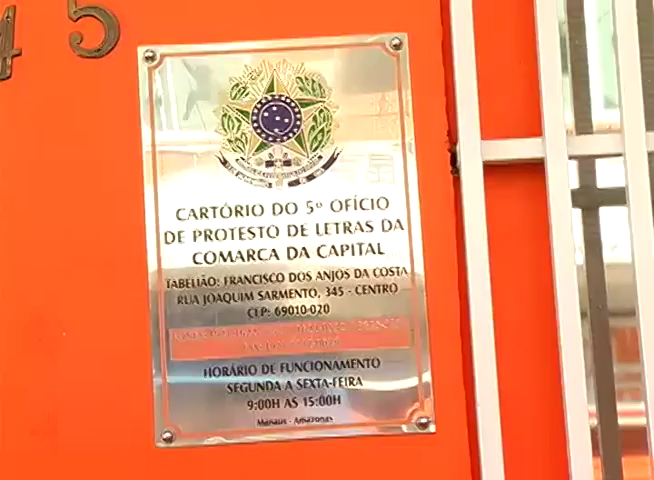 45
CARTÓRIO DO 5º OFÍCIO
DE PROTESTO DE LETRAS DA
COMARCA DA CAPITAL
TABELIÃO: FRANCISCO DOS ANJOS DA COSTA
RUA JOAQUIM SARMENTO, 345 - CENTRO
CEP: 69010-020
HORÁRIO DE FUNCIONAMENTO
SEGUNDA A SEXTA-FEIRA
9:00H AS 15:00H
Manaus - Amazonas